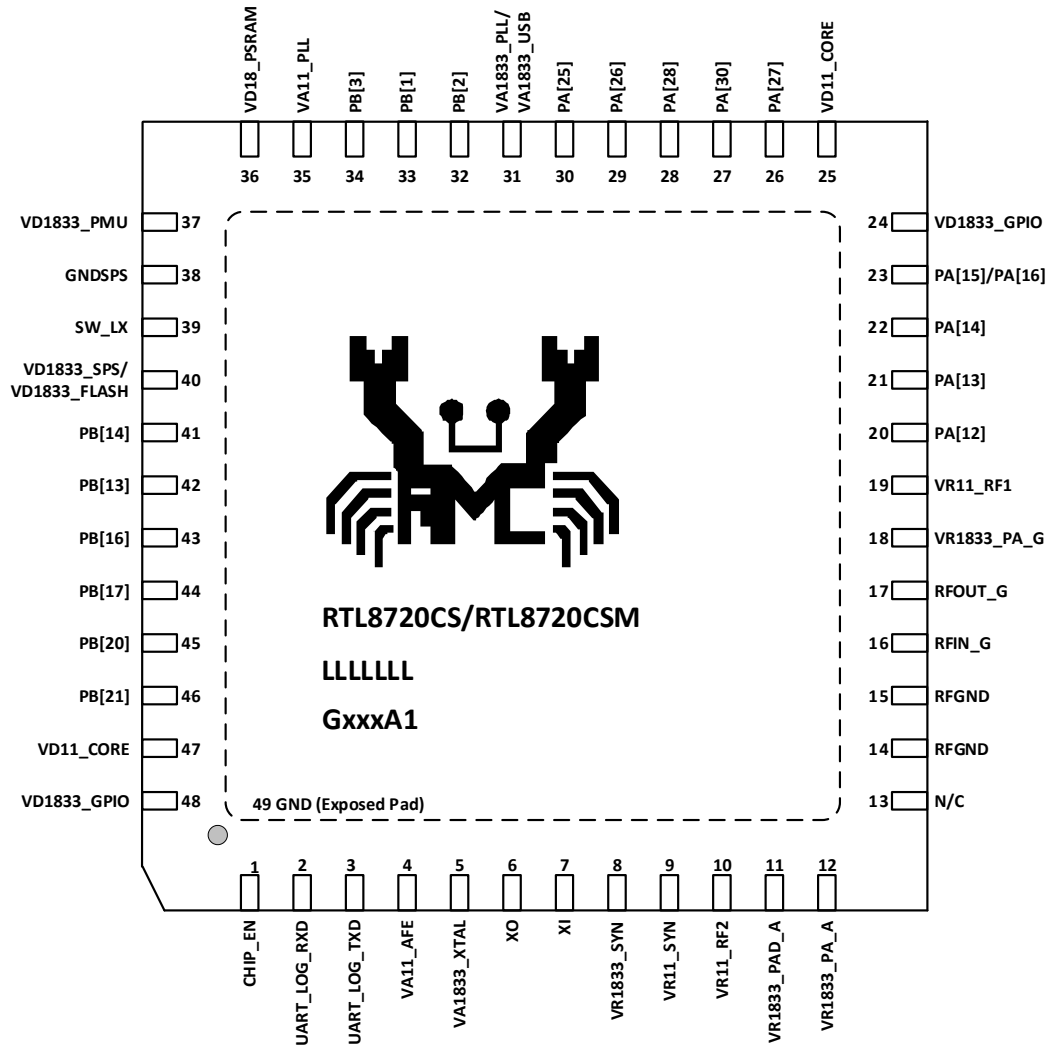 VD18_PSRAM
VA11_PLL
PB[3]
PB[1]
PB[2]
VA1833_PLL/
VA1833_USB
PA[25]
PA[26]
PA[28]
PA[30]
PA[27]
VD11_CORE
36 35 34 33 32 31 30 29 28 27 26 25
VD1833_PMU 37
GNDSPS 38
SW_LX 39
VD1833_SPS/
VD1833_FLASH 40
PB[14] 41
PB[13] 42
PB[16] 43
PB[17] 44
PB[20] 45
PB[21] 46
VD11_CORE 47
VD1833_GPIO 48
24 VD1833_GPIO
23 PA[15]/PA[16]
22 PA[14]
21 PA[13]
20 PA[12]
19 VR11_RF1
18 VR1833_PA_G
17 RFOUT_G
16 RFIN_G
15 RFGND
14 RFGND
13 N/C
AMC
RTL8720CS/RTL8720CSM
LLLLLLL
GxxxA1
49 GND (Exposed Pad)
1 2 3 4 5 6 7 8 9 10 11 12
CHIP_EN
UART_LOG_RXD
UART_LOG_TXD
VA11_AFE
VA1833_XTAL
XO
XI
VR1833_SYN
VR11_SYN
VR11_RF2
VR1833_PAD_A
VR1833_PA_A